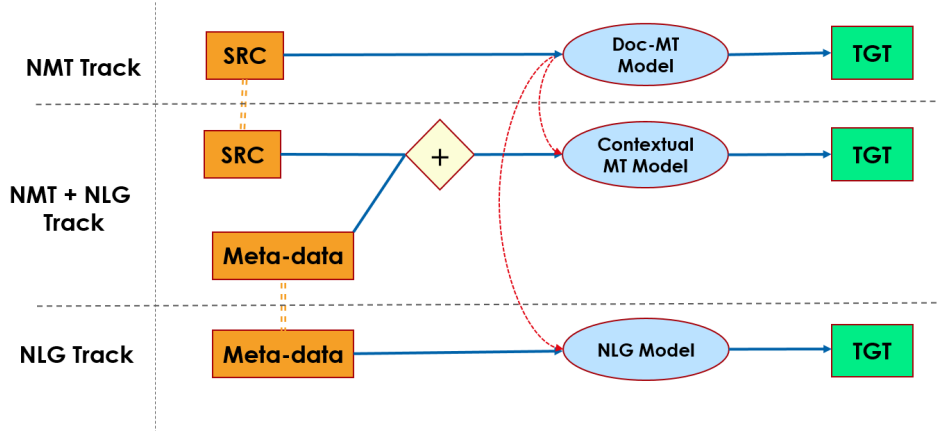 NMT Track
SRC
Doc-MT
Model
TGT
NMT + NLG
Track
SRC
+
Contextual
MT Model
TGT
Meta-data
NLG Track
Meta-data
NLG Model
TGT